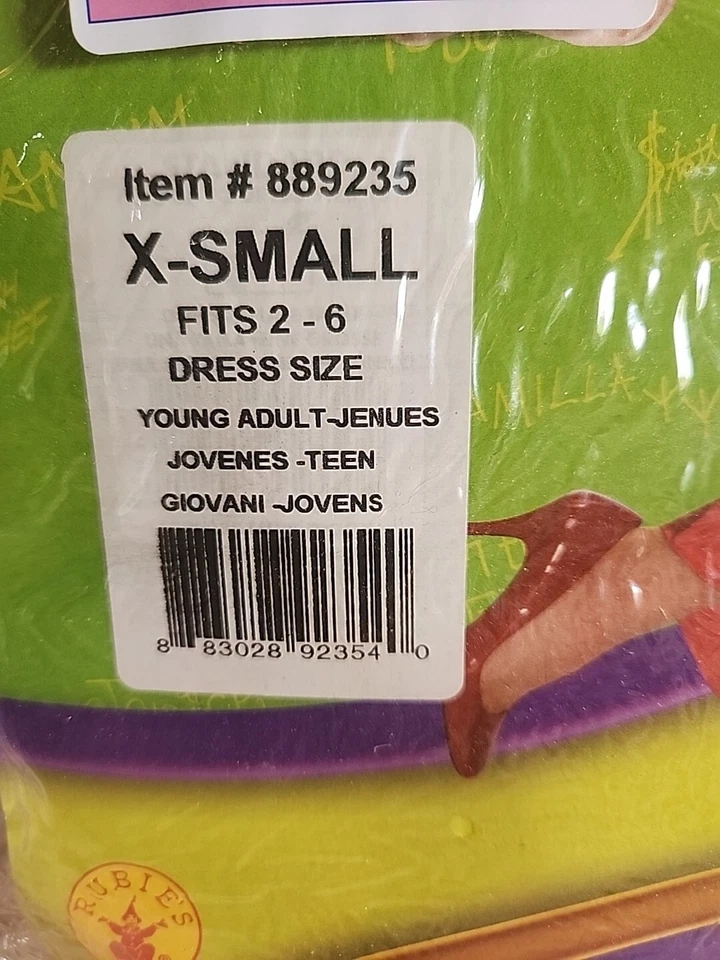 Item # 889235
X-SMALL
FITS 2 - 6
DRESS SIZE
YOUNG ADULT-JENUES
JOVENES -TEEN
GIOVANI -JOVENS
8 83028 92354 0
MILLA
RUBIE'S